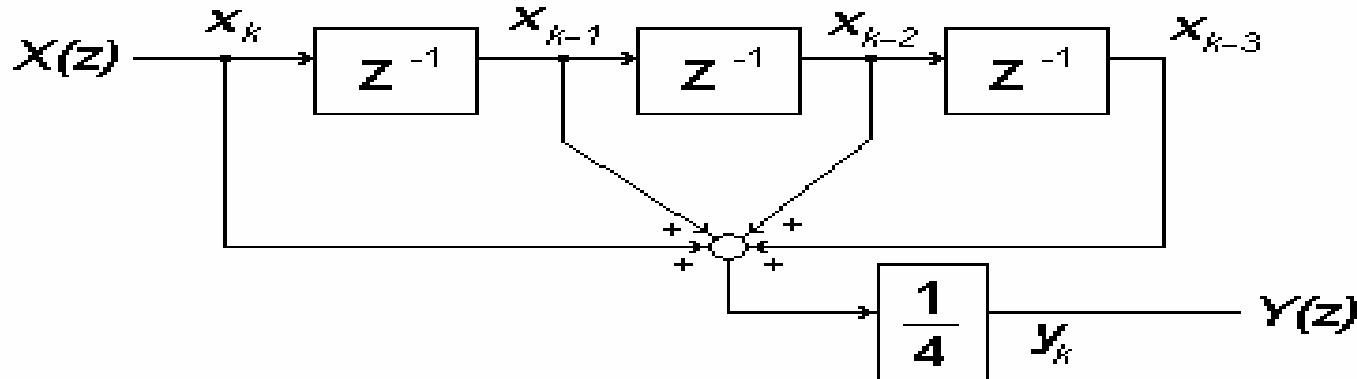 x_k
x_{k-1}
x_{k-2}
x_{k-3}
X(z)
z^{-1}
z^{-1}
z^{-1}
+
+
+
+
1/4
y_k
Y(z)